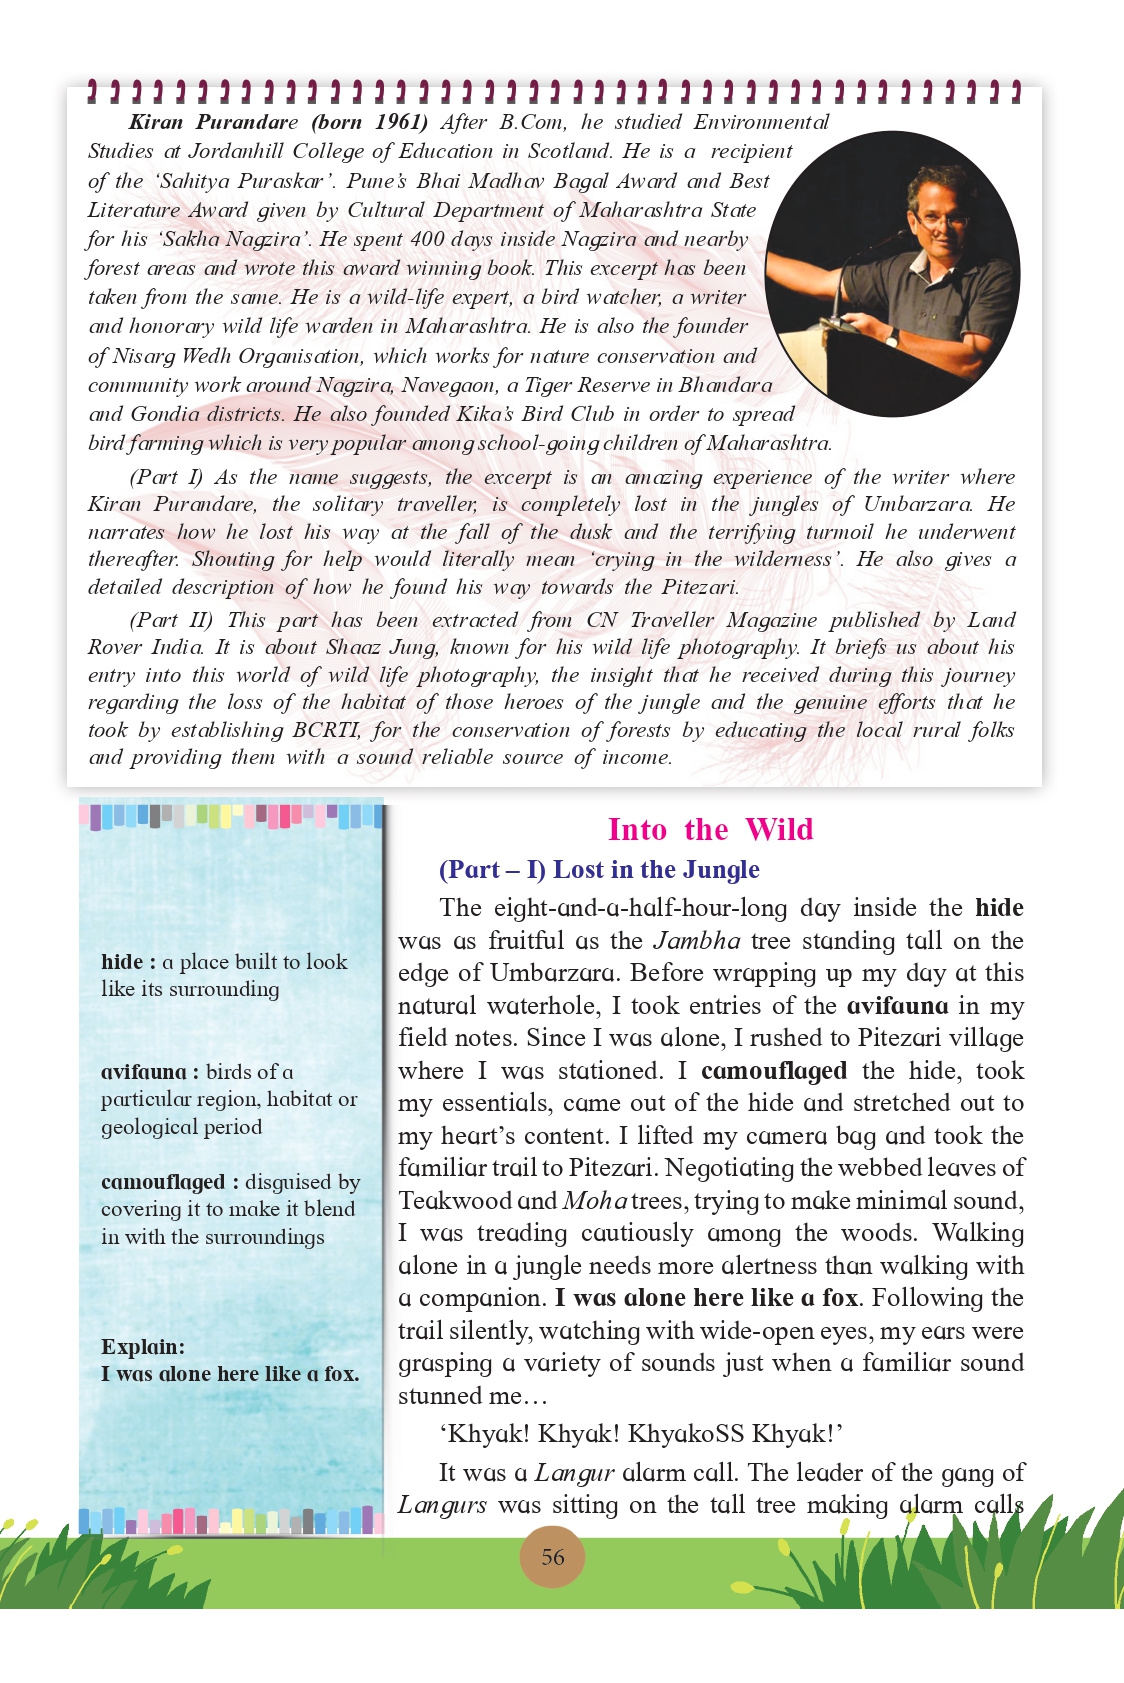 Kiran Purandare (born 1961) After B.Com, he studied Environmental
Studies at Jordanhill College of Education in Scotland. He is a recipient
of the ‘Sahitya Puraskar’. Pune’s Bhai Madhav Bagal Award and Best
Literature Award given by Cultural Department of Maharashtra State
for his ‘Sakha Nagzira’. He spent 400 days inside Nagzira and nearby
forest areas and wrote this award winning book. This excerpt has been
taken from the same. He is a wild-life expert, a bird watcher, a writer
and honorary wild life warden in Maharashtra. He is also the founder
of Nisarg Wedh Organisation, which works for nature conservation and
community work around Nagzira, Navegaon, a Tiger Reserve in Bhandara
and Gondia districts. He also founded Kika’s Bird Club in order to spread
bird farming which is very popular among school-going children of Maharashtra.
(Part I) As the name suggests, the excerpt is an amazing experience of the writer where
Kiran Purandare, the solitary traveller, is completely lost in the jungles of Umbarzara. He
narrates how he lost his way at the fall of the dusk and the terrifying turmoil he underwent
thereafter. Shouting for help would literally mean ‘crying in the wilderness’. He also gives a
detailed description of how he found his way towards the Pitezari.
(Part II) This part has been extracted from CN Traveller Magazine published by Land
Rover India. It is about Shaaz Jung, known for his wild life photography. It briefs us about his
entry into this world of wild life photography, the insight that he received during this journey
regarding the loss of the habitat of those heroes of the jungle and the genuine efforts that he
took by establishing BCRTI, for the conservation of forests by educating the local rural folks
and providing them with a sound reliable source of income.
hide : a place built to look
like its surrounding
avifauna : birds of a
particular region, habitat or
geological period
camouflaged : disguised by
covering it to make it blend
in with the surroundings
Explain:
I was alone here like a fox.
Into the Wild
(Part – I) Lost in the Jungle
The eight-and-a-half-hour-long day inside the hide
was as fruitful as the Jambha tree standing tall on the
edge of Umbarzara. Before wrapping up my day at this
natural waterhole, I took entries of the avifauna in my
field notes. Since I was alone, I rushed to Pitezari village
where I was stationed. I camouflaged the hide, took
my essentials, came out of the hide and stretched out to
my heart’s content. I lifted my camera bag and took the
familiar trail to Pitezari. Negotiating the webbed leaves of
Teakwood and Moha trees, trying to make minimal sound,
I was treading cautiously among the woods. Walking
alone in a jungle needs more alertness than walking with
a companion. I was alone here like a fox. Following the
trail silently, watching with wide-open eyes, my ears were
grasping a variety of sounds just when a familiar sound
stunned me…
‘Khyak! Khyak! KhyakoSS Khyak!’
It was a Langur alarm call. The leader of the gang of
Langurs was sitting on the tall tree making alarm calls
56